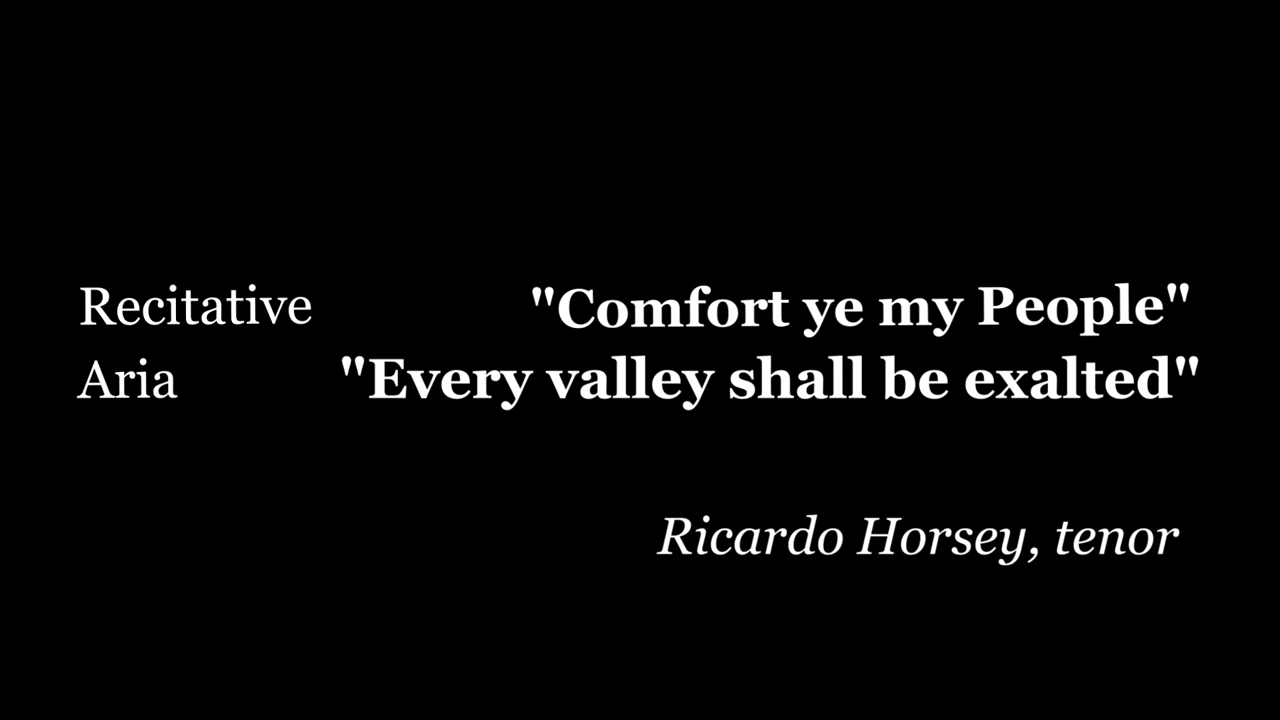 Recitative "Comfort ye my People"
Aria "Every valley shall be exalted"
Ricardo Horsey, tenor